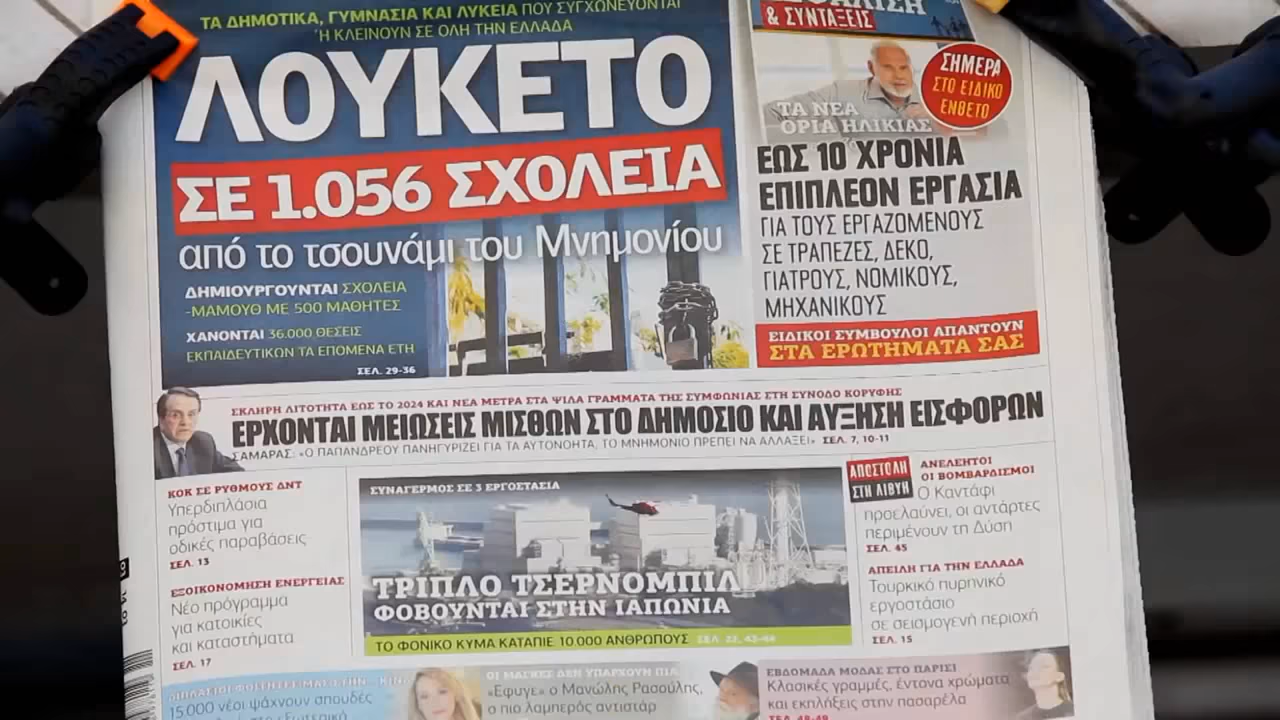 ΤΑ ΔΗΜΟΤΙΚΑ, ΓΥΜΝΑΣΙΑ ΚΑΙ ΛΥΚΕΙΑ ΠΟΥ ΣΥΓΧΩΝΕΥΟΝΤΑΙ
Ή ΚΛΕΙΝΟΥΝ ΣΕ ΟΛΗ ΤΗΝ ΕΛΛΑΔΑ
ΛΟΥΚΕΤΟ
ΣΕ 1.056 ΣΧΟΛΕΙΑ
από το τσουνάμι του Μνημονίου
ΔΗΜΙΟΥΡΓΟΥΝΤΑΙ ΣΧΟΛΕΙΑ
-ΜΑΜΟΥΘ ΜΕ 500 ΜΑΘΗΤΕΣ
ΧΑΝΟΝΤΑΙ 36.000 ΘΕΣΕΙΣ
ΕΚΠΑΙΔΕΥΤΙΚΩΝ ΤΑ ΕΠΟΜΕΝΑ ΕΤΗ
ΣΕΛ. 29-36
& ΣΥΝΤΑΞΕΙΣ
ΣΗΜΕΡΑ
ΣΤΟ ΕΙΔΙΚΟ
ΕΝΘΕΤΟ
ΤΑ ΝΕΑ
ΟΡΙΑ ΗΛΙΚΙΑΣ
ΕΩΣ 10 ΧΡΟΝΙΑ
ΕΠΙΠΛΕΟΝ ΕΡΓΑΣΙΑ
ΓΙΑ ΤΟΥΣ ΕΡΓΑΖΟΜΕΝΟΥΣ
ΣΕ ΤΡΑΠΕΖΕΣ, ΔΕΚΟ,
ΓΙΑΤΡΟΥΣ, ΝΟΜΙΚΟΥΣ,
ΜΗΧΑΝΙΚΟΥΣ
ΕΙΔΙΚΟΙ ΣΥΜΒΟΥΛΟΙ ΑΠΑΝΤΟΥΝ
ΣΤΑ ΕΡΩΤΗΜΑΤΑ ΣΑΣ
ΣΚΛΗΡΗ ΛΙΤΟΤΗΤΑ ΕΩΣ ΤΟ 2024 ΚΑΙ ΝΕΑ ΜΕΤΡΑ ΣΤΑ ΨΙΛΑ ΓΡΑΜΜΑΤΑ ΤΗΣ ΣΥΜΦΩΝΙΑΣ ΣΤΗ ΣΥΝΟΔΟ ΚΟΡΥΦΗΣ
ΕΡΧΟΝΤΑΙ ΜΕΙΩΣΕΙΣ ΜΙΣΘΩΝ ΣΤΟ ΔΗΜΟΣΙΟ ΚΑΙ ΑΥΞΗΣΗ ΕΙΣΦΟΡΩΝ
ΣΑΜΑΡΑΣ: «Ο ΠΑΠΑΝΔΡΕΟΥ ΠΑΝΗΓΥΡΙΖΕΙ ΓΙΑ ΤΑ ΑΥΤΟΝΟΗΤΑ, ΤΟ ΜΝΗΜΟΝΙΟ ΠΡΕΠΕΙ ΝΑ ΑΛΛΑΞΕΙ» ΣΕΛ. 7, 10-11
ΚΟΚ ΣΕ ΡΥΘΜΟΥΣ ΔΝΤ
Υπερδιπλάσια
πρόστιμα για
οδικές παραβάσεις
ΣΕΛ. 13
ΕΞΟΙΚΟΝΟΜΗΣΗ ΕΝΕΡΓΕΙΑΣ
Νέο πρόγραμμα
για κατοικίες
και καταστήματα
ΣΕΛ. 17
ΣΥΝΑΓΕΡΜΟΣ ΣΕ 3 ΕΡΓΟΣΤΑΣΙΑ
ΤΡΙΠΛΟ ΤΣΕΡΝΟΜΠΙΛ
ΦΟΒΟΥΝΤΑΙ ΣΤΗΝ ΙΑΠΩΝΙΑ
ΤΟ ΦΟΝΙΚΟ ΚΥΜΑ ΚΑΤΑΠΙΕ 10.000 ΑΝΘΡΩΠΟΥΣ
ΑΠΟΣΤΟΛΗ
ΣΤΗ ΛΙΒΥΗ
ΑΝΕΛΕΗΤΟΙ
ΟΙ ΒΟΜΒΑΡΔΙΣΜΟΙ
Ο Καντάφι
προελαύνει, οι αντάρτες
περιμένουν τη Δύση
ΣΕΛ. 45
ΑΠΕΙΛΗ ΓΙΑ ΤΗΝ ΕΛΛΑΔΑ
Τουρκικό πυρηνικό
εργοστάσιο
σε σεισμογενή περιοχή
ΣΕΛ. 15
15.000 νέοι ψάχνουν σπουδές
ΟΙ ΜΑΣΚΕΣ ΔΕΝ ΥΠΑΡΧΟΥΝ ΠΙΑ
«Έφυγε» ο Μανώλης Ρασούλης,
ο πιο λαμπερός αντιστάρ
ΕΒΔΟΜΑΔΑ ΜΟΔΑΣ ΣΤΟ ΠΑΡΙΣΙ
Κλασικές γραμμές, έντονα χρώματα
και εκπλήξεις στην πασαρέλα
ΣΕΛ. 48-49